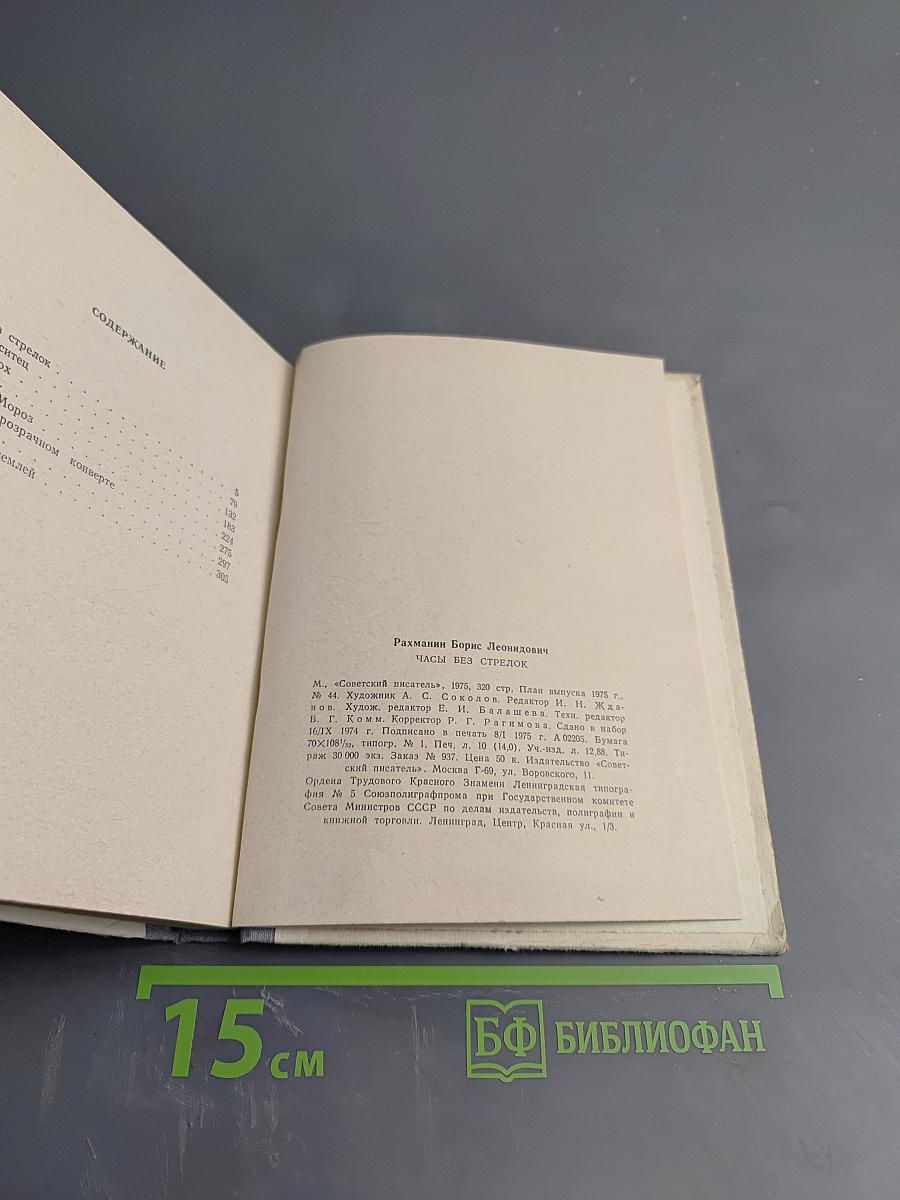 СОДЕРЖАНИЕ
стрелок
Мороз
конверте
5
79
132
183
224
275
297
305
Рахманин Борис Леонидович
ЧАСЫ БЕЗ СТРЕЛОК
М., «Советский писатель», 1975, 320 стр. План выпуска 1975 г.,
№ 44. Художник А. С. Соколов. Редактор И. Н. Жда-
нов. Худож. редактор Е. И. Балашева. Техн. редактор
В. Г. Комм. Корректор Р. Г. Рагимова. Сдано в набор
16/IX 1974 г. Подписано в печать 8/I 1975 г. А 02205. Бумага
70×108¹/₃₂, типогр. № 1. Печ. л. 10 (14,0). Уч.-изд. л. 12,88. Ти-
раж 30 000 экз. Заказ № 937. Цена 50 к. Издательство «Совет-
ский писатель». Москва Г-69, ул. Воровского, 11.
Ордена Трудового Красного Знамени Ленинградская типогра-
фия № 5 Союзполиграфпрома при Государственном комитете
Совета Министров СССР по делам издательств, полиграфии и
книжной торговли. Ленинград, Центр, Красная ул., 1/3.
15 см
БФ БИБЛИОФАН